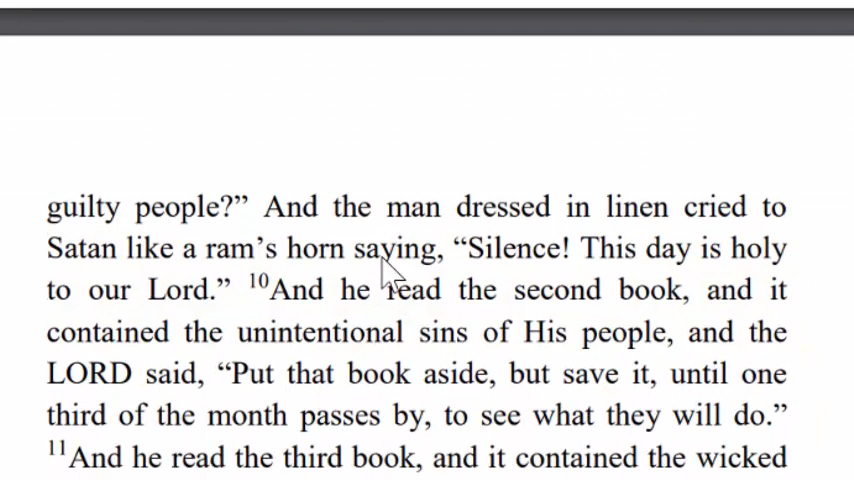 guilty people?” And the man dressed in linen cried to
Satan like a ram’s horn saying, “Silence! This day is holy
to our Lord.” ¹⁰And he read the second book, and it
contained the unintentional sins of His people, and the
LORD said, “Put that book aside, but save it, until one
third of the month passes by, to see what they will do.”
¹¹And he read the third book, and it contained the wicked